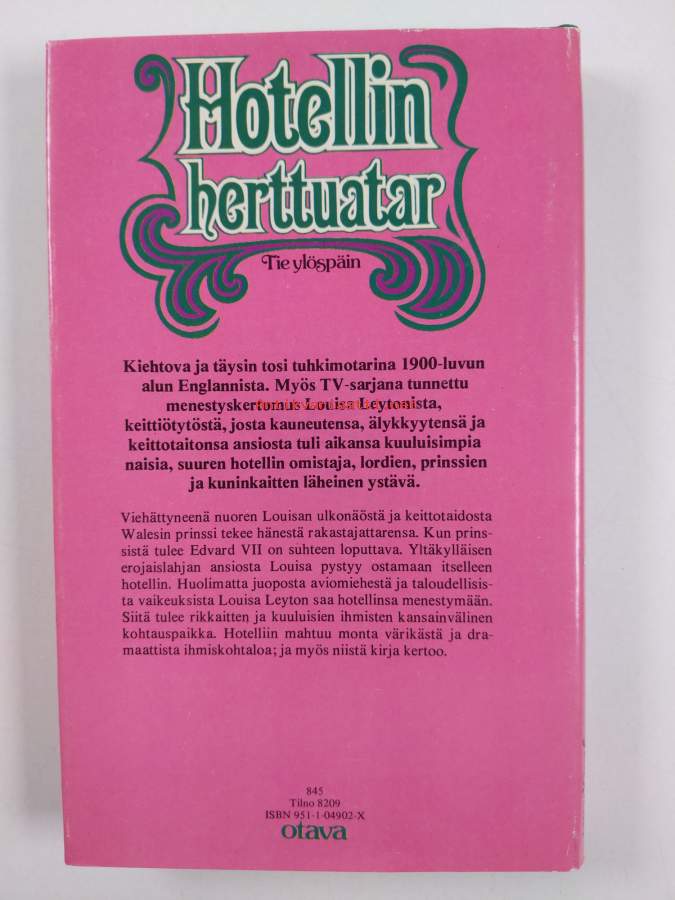 Hotellin
herttuatar
Tie ylöspäin
Kiehtova ja täysin tosi tuhkimotarina 1900-luvun
alun Englannista. Myös TV-sarjana tunnettu
menestyskertomus Louisa Leytonista,
keittiötytöstä, josta kauneutensa, älykkyytensä ja
keittotaitonsa ansiosta tuli aikansa kuuluisimpia
naisia, suuren hotellin omistaja, lordien, prinssien
ja kuninkaitten läheinen ystävä.
Viehättyneenä nuoren Louisan ulkonäöstä ja keittotaidosta
Walesin prinssi tekee hänestä rakastajattarensa. Kun prins-
sistä tulee Edvard VII on suhteen loputtava. Yltäkylläisen
erojaislahjan ansiosta Louisa pystyy ostamaan itselleen
hotellin. Huolimatta juoposta aviomiehestä ja taloudellisis-
ta vaikeuksista Louisa Leyton saa hotellinsa menestymään.
Siitä tulee rikkaitten ja kuuluisien ihmisten kansainvälinen
kohtauspaikka. Hotelliin mahtuu monta värikästä ja dra-
maattista ihmiskohtaloa; ja myös niistä kirja kertoo.
845
Tilno 8209
ISBN 951-1-04902-X
otava